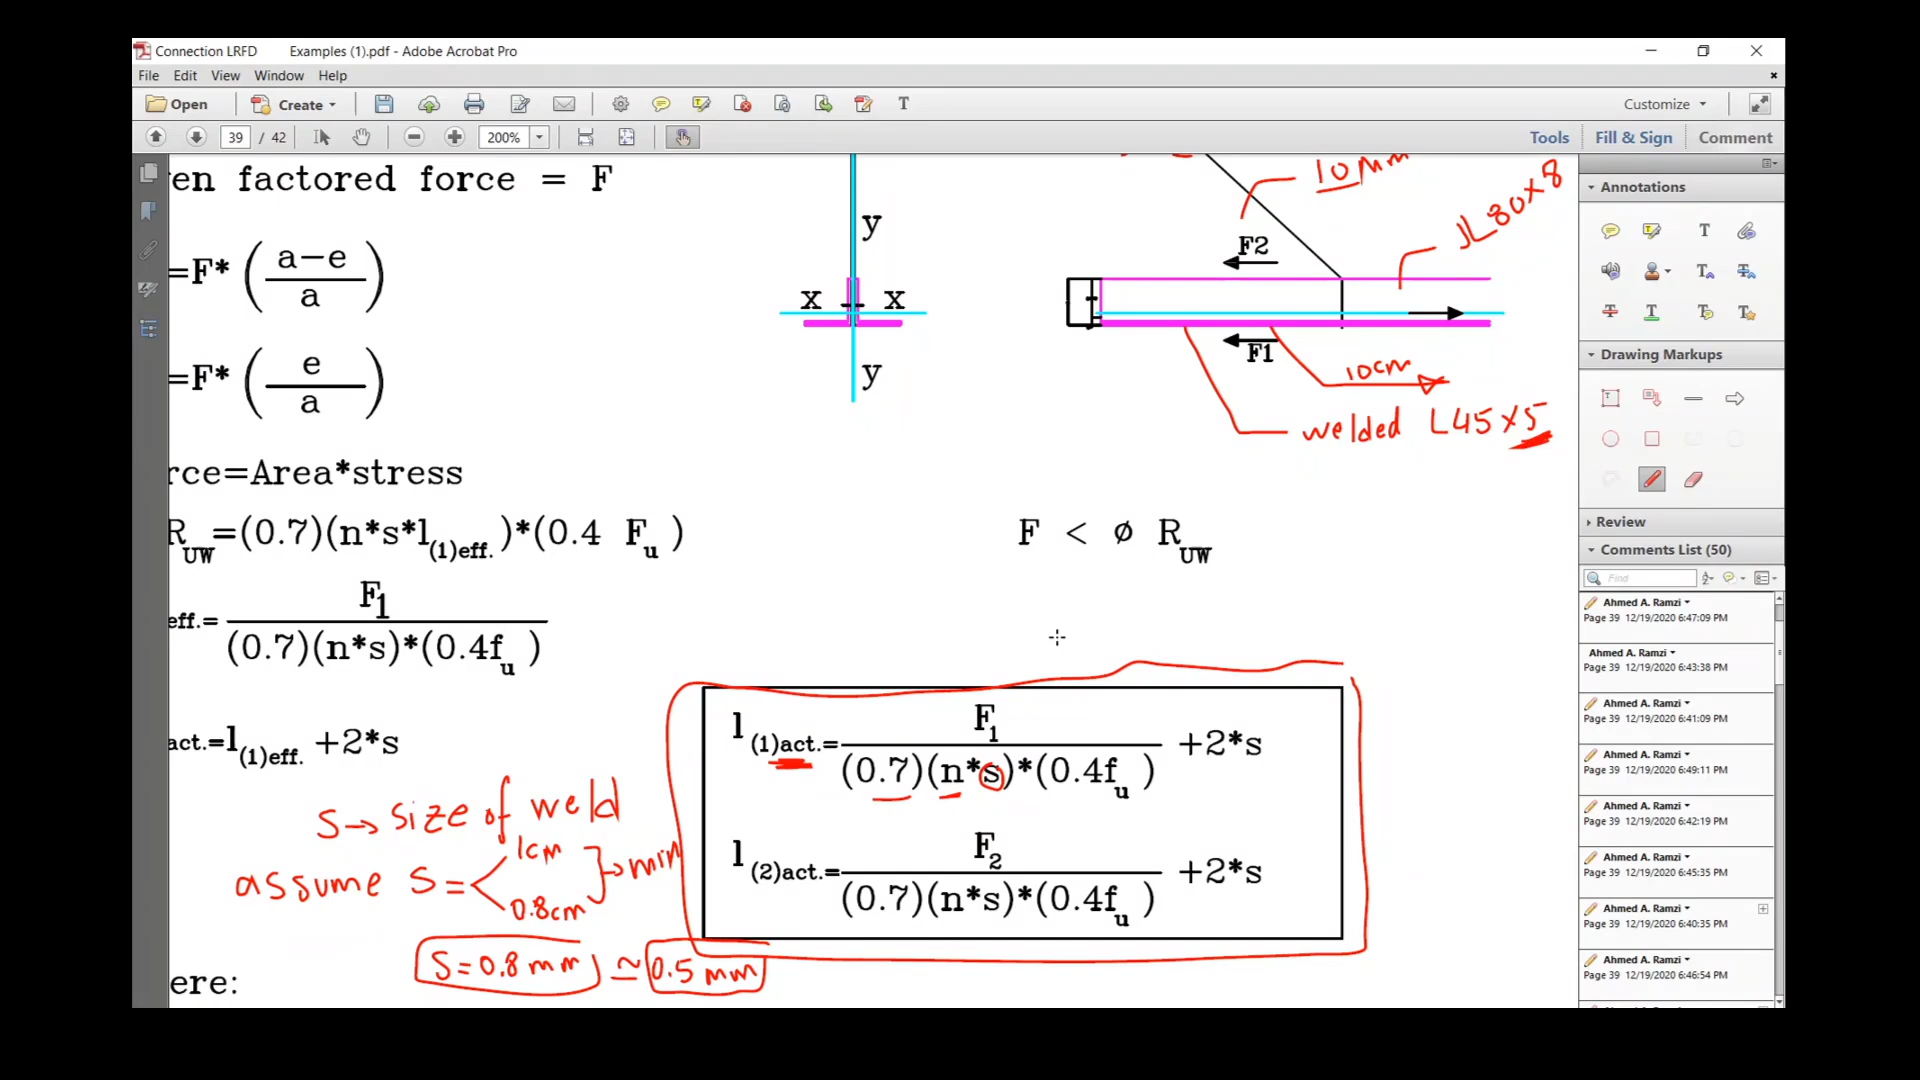 Connection LRFD Examples (1).pdf - Adobe Acrobat Pro
File Edit View Window Help
Open Create Customize
39 / 42 200% Tools Fill & Sign Comment
ren factored force = F
=F* ( a-e / a )
=F* ( e / a )
rce=Area*stress
R UW =(0.7)(n*s*l (1)eff. )*(0.4 F u )
eff.= F1 / (0.7)(n*s)*(0.4f u )
act.=l (1)eff. +2*s
S→ size of weld
assume S = 1cm 0.8cm → min
S=0.8 mm ≃ 0.5 mm
ere:
y
x x
y
10mm
JL80x8
F2
F1
10cm
welded L45x5
F < ø R UW
l (1)act.= F1 / (0.7)(n*s)*(0.4f u ) +2*s
l (2)act.= F2 / (0.7)(n*s)*(0.4f u ) +2*s
Annotations
Drawing Markups
Review
Comments List (50)
Find
Ahmed A. Ramzi
Page 39 12/19/2020 6:47:09 PM
Ahmed A. Ramzi
Page 39 12/19/2020 6:43:38 PM
Ahmed A. Ramzi
Page 39 12/19/2020 6:41:09 PM
Ahmed A. Ramzi
Page 39 12/19/2020 6:49:11 PM
Ahmed A. Ramzi
Page 39 12/19/2020 6:42:19 PM
Ahmed A. Ramzi
Page 39 12/19/2020 6:45:35 PM
Ahmed A. Ramzi
Page 39 12/19/2020 6:40:35 PM
Ahmed A. Ramzi
Page 39 12/19/2020 6:46:54 PM